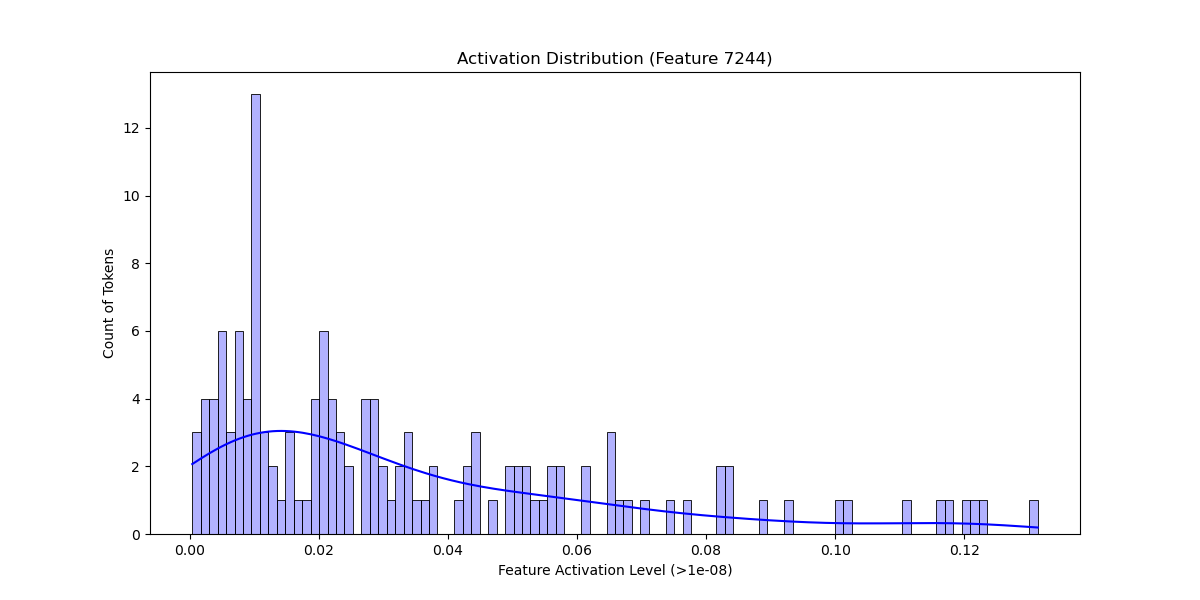 Activation Distribution (Feature 7244)
12
10
8
6
4
2
0
Count of Tokens
0.00 0.02 0.04 0.06 0.08 0.10 0.12
Feature Activation Level (>1e-08)